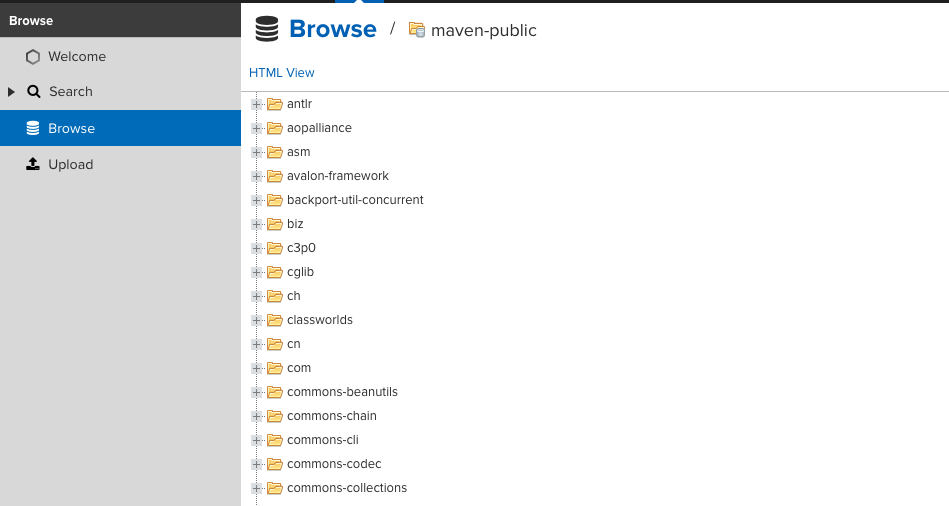 Browse
Welcome
Search
Browse
Upload
Browse / maven-public
HTML View
antlr
aopalliance
asm
avalon-framework
backport-util-concurrent
biz
c3p0
cglib
ch
classworlds
cn
com
commons-beanutils
commons-chain
commons-cli
commons-codec
commons-collections